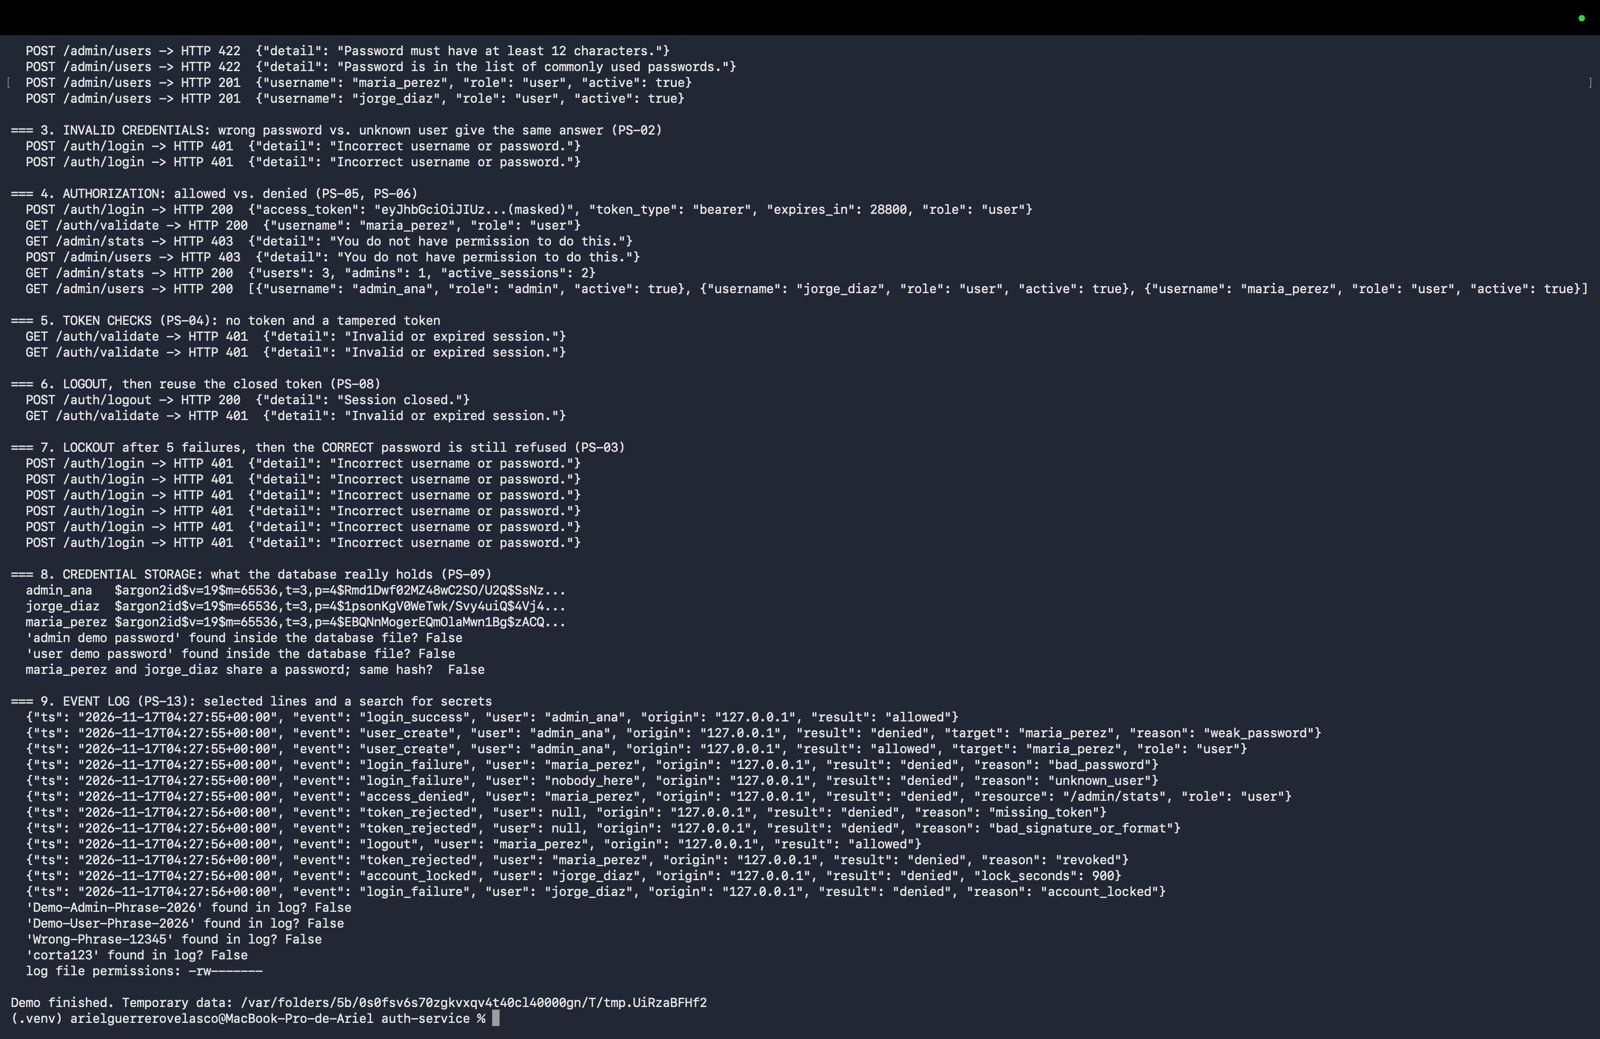 POST /admin/users -> HTTP 422  {"detail": "Password must have at least 12 characters."}
POST /admin/users -> HTTP 422  {"detail": "Password is in the list of commonly used passwords."}
[ POST /admin/users -> HTTP 201  {"username": "maria_perez", "role": "user", "active": true} ]
POST /admin/users -> HTTP 201  {"username": "jorge_diaz", "role": "user", "active": true}
=== 3. INVALID CREDENTIALS: wrong password vs. unknown user give the same answer (PS-02)
POST /auth/login -> HTTP 401  {"detail": "Incorrect username or password."}
POST /auth/login -> HTTP 401  {"detail": "Incorrect username or password."}
=== 4. AUTHORIZATION: allowed vs. denied (PS-05, PS-06)
POST /auth/login -> HTTP 200  {"access_token": "eyJhbGciOiJIUz...(masked)", "token_type": "bearer", "expires_in": 28800, "role": "user"}
GET /auth/validate -> HTTP 200  {"username": "maria_perez", "role": "user"}
GET /admin/stats -> HTTP 403  {"detail": "You do not have permission to do this."}
POST /admin/users -> HTTP 403  {"detail": "You do not have permission to do this."}
GET /admin/stats -> HTTP 200  {"users": 3, "admins": 1, "active_sessions": 2}
GET /admin/users -> HTTP 200  [{"username": "admin_ana", "role": "admin", "active": true}, {"username": "jorge_diaz", "role": "user", "active": true}, {"username": "maria_perez", "role": "user", "active": true}]
=== 5. TOKEN CHECKS (PS-04): no token and a tampered token
GET /auth/validate -> HTTP 401  {"detail": "Invalid or expired session."}
GET /auth/validate -> HTTP 401  {"detail": "Invalid or expired session."}
=== 6. LOGOUT, then reuse the closed token (PS-08)
POST /auth/logout -> HTTP 200  {"detail": "Session closed."}
GET /auth/validate -> HTTP 401  {"detail": "Invalid or expired session."}
=== 7. LOCKOUT after 5 failures, then the CORRECT password is still refused (PS-03)
POST /auth/login -> HTTP 401  {"detail": "Incorrect username or password."}
POST /auth/login -> HTTP 401  {"detail": "Incorrect username or password."}
POST /auth/login -> HTTP 401  {"detail": "Incorrect username or password."}
POST /auth/login -> HTTP 401  {"detail": "Incorrect username or password."}
POST /auth/login -> HTTP 401  {"detail": "Incorrect username or password."}
POST /auth/login -> HTTP 401  {"detail": "Incorrect username or password."}
=== 8. CREDENTIAL STORAGE: what the database really holds (PS-09)
admin_ana   $argon2id$v=19$m=65536,t=3,p=4$Rmd1Dwf02MZ48wC2SO/U2Q$SsNz...
jorge_diaz  $argon2id$v=19$m=65536,t=3,p=4$1psonKgV0WeTwk/Svy4uiQ$4Vj4...
maria_perez $argon2id$v=19$m=65536,t=3,p=4$EBQNnMogerEQmOlaMwn1Bg$zACQ...
'admin demo password' found inside the database file? False
'user demo password' found inside the database file? False
maria_perez and jorge_diaz share a password; same hash?  False
=== 9. EVENT LOG (PS-13): selected lines and a search for secrets
{"ts": "2026-11-17T04:27:55+00:00", "event": "login_success", "user": "admin_ana", "origin": "127.0.0.1", "result": "allowed"}
{"ts": "2026-11-17T04:27:55+00:00", "event": "user_create", "user": "admin_ana", "origin": "127.0.0.1", "result": "denied", "target": "maria_perez", "reason": "weak_password"}
{"ts": "2026-11-17T04:27:55+00:00", "event": "user_create", "user": "admin_ana", "origin": "127.0.0.1", "result": "allowed", "target": "maria_perez", "role": "user"}
{"ts": "2026-11-17T04:27:55+00:00", "event": "login_failure", "user": "maria_perez", "origin": "127.0.0.1", "result": "denied", "reason": "bad_password"}
{"ts": "2026-11-17T04:27:55+00:00", "event": "login_failure", "user": "nobody_here", "origin": "127.0.0.1", "result": "denied", "reason": "unknown_user"}
{"ts": "2026-11-17T04:27:55+00:00", "event": "access_denied", "user": "maria_perez", "origin": "127.0.0.1", "result": "denied", "resource": "/admin/stats", "role": "user"}
{"ts": "2026-11-17T04:27:56+00:00", "event": "token_rejected", "user": null, "origin": "127.0.0.1", "result": "denied", "reason": "missing_token"}
{"ts": "2026-11-17T04:27:56+00:00", "event": "token_rejected", "user": null, "origin": "127.0.0.1", "result": "denied", "reason": "bad_signature_or_format"}
{"ts": "2026-11-17T04:27:56+00:00", "event": "logout", "user": "maria_perez", "origin": "127.0.0.1", "result": "allowed"}
{"ts": "2026-11-17T04:27:56+00:00", "event": "token_rejected", "user": "maria_perez", "origin": "127.0.0.1", "result": "denied", "reason": "revoked"}
{"ts": "2026-11-17T04:27:56+00:00", "event": "account_locked", "user": "jorge_diaz", "origin": "127.0.0.1", "result": "denied", "lock_seconds": 900}
{"ts": "2026-11-17T04:27:56+00:00", "event": "login_failure", "user": "jorge_diaz", "origin": "127.0.0.1", "result": "denied", "reason": "account_locked"}
'Demo-Admin-Phrase-2026' found in log? False
'Demo-User-Phrase-2026' found in log? False
'Wrong-Phrase-12345' found in log? False
'corta123' found in log? False
log file permissions: -rw-------
Demo finished. Temporary data: /var/folders/5b/0s0fsv6s70zgkvxqv4t40cl40000gn/T/tmp.UiRzaBFHf2
(.venv) arielguerrerovelasco@MacBook-Pro-de-Ariel auth-service %